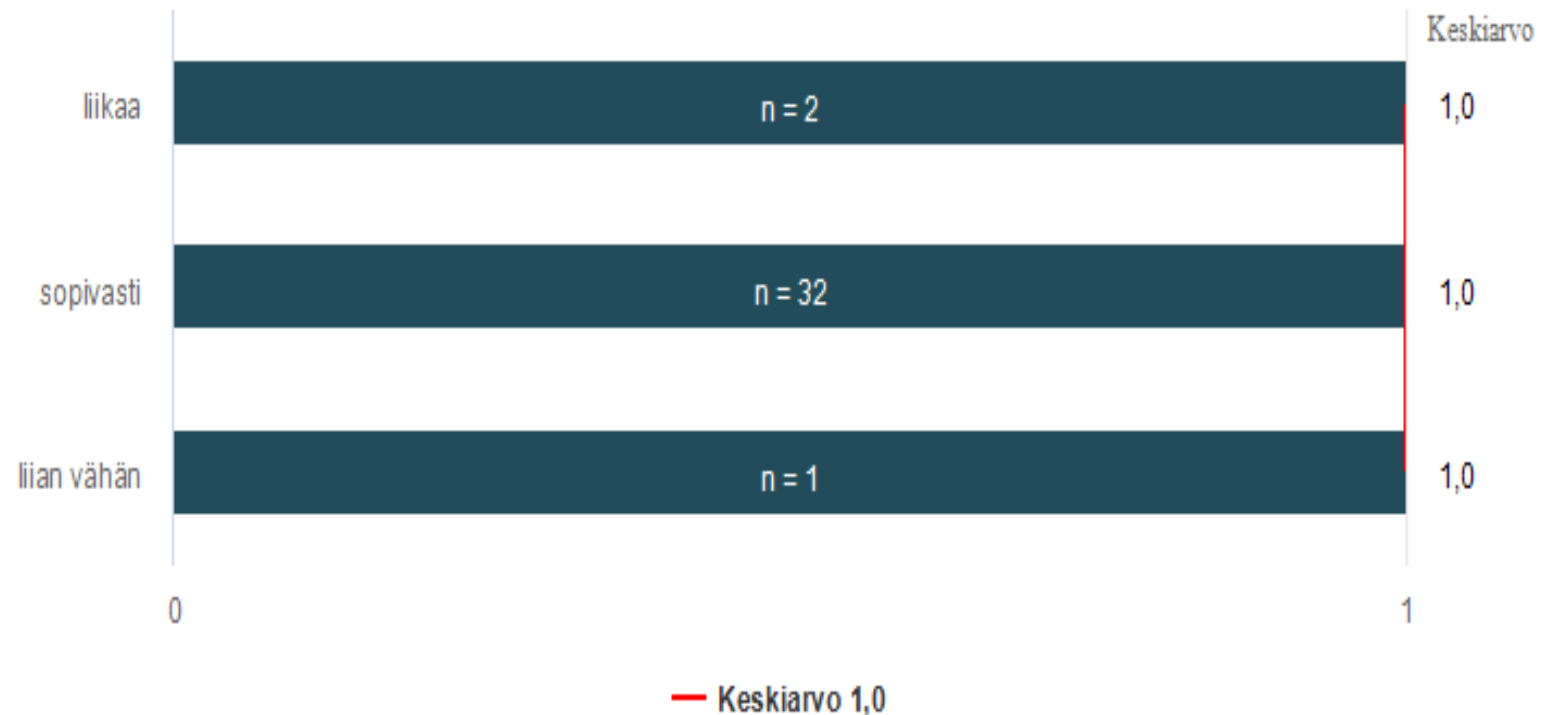 Keskiarvo
liikaa n = 2 1,0
sopivasti n = 32 1,0
liian vähän n = 1 1,0
0 1
Keskiarvo 1,0